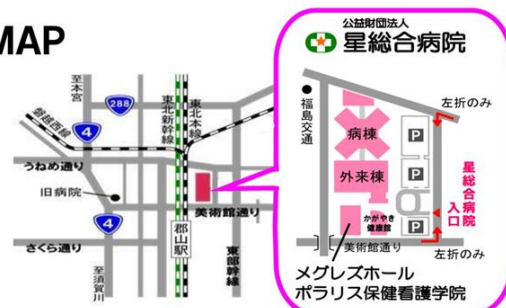 MAP
至本宮
288
4
磐越西線
東北新幹線
東北本線
うねめ通り
旧病院
美術館通り
4
さくら通り
郡山駅
東部幹線
至須賀川
公益財団法人
星総合病院
福島交通
左折のみ
病棟
P
外来棟
P
星総合病院
入口
かがやき
健康館
P
美術館通り
左折のみ
メグレズホール
ポラリス保健看護学院